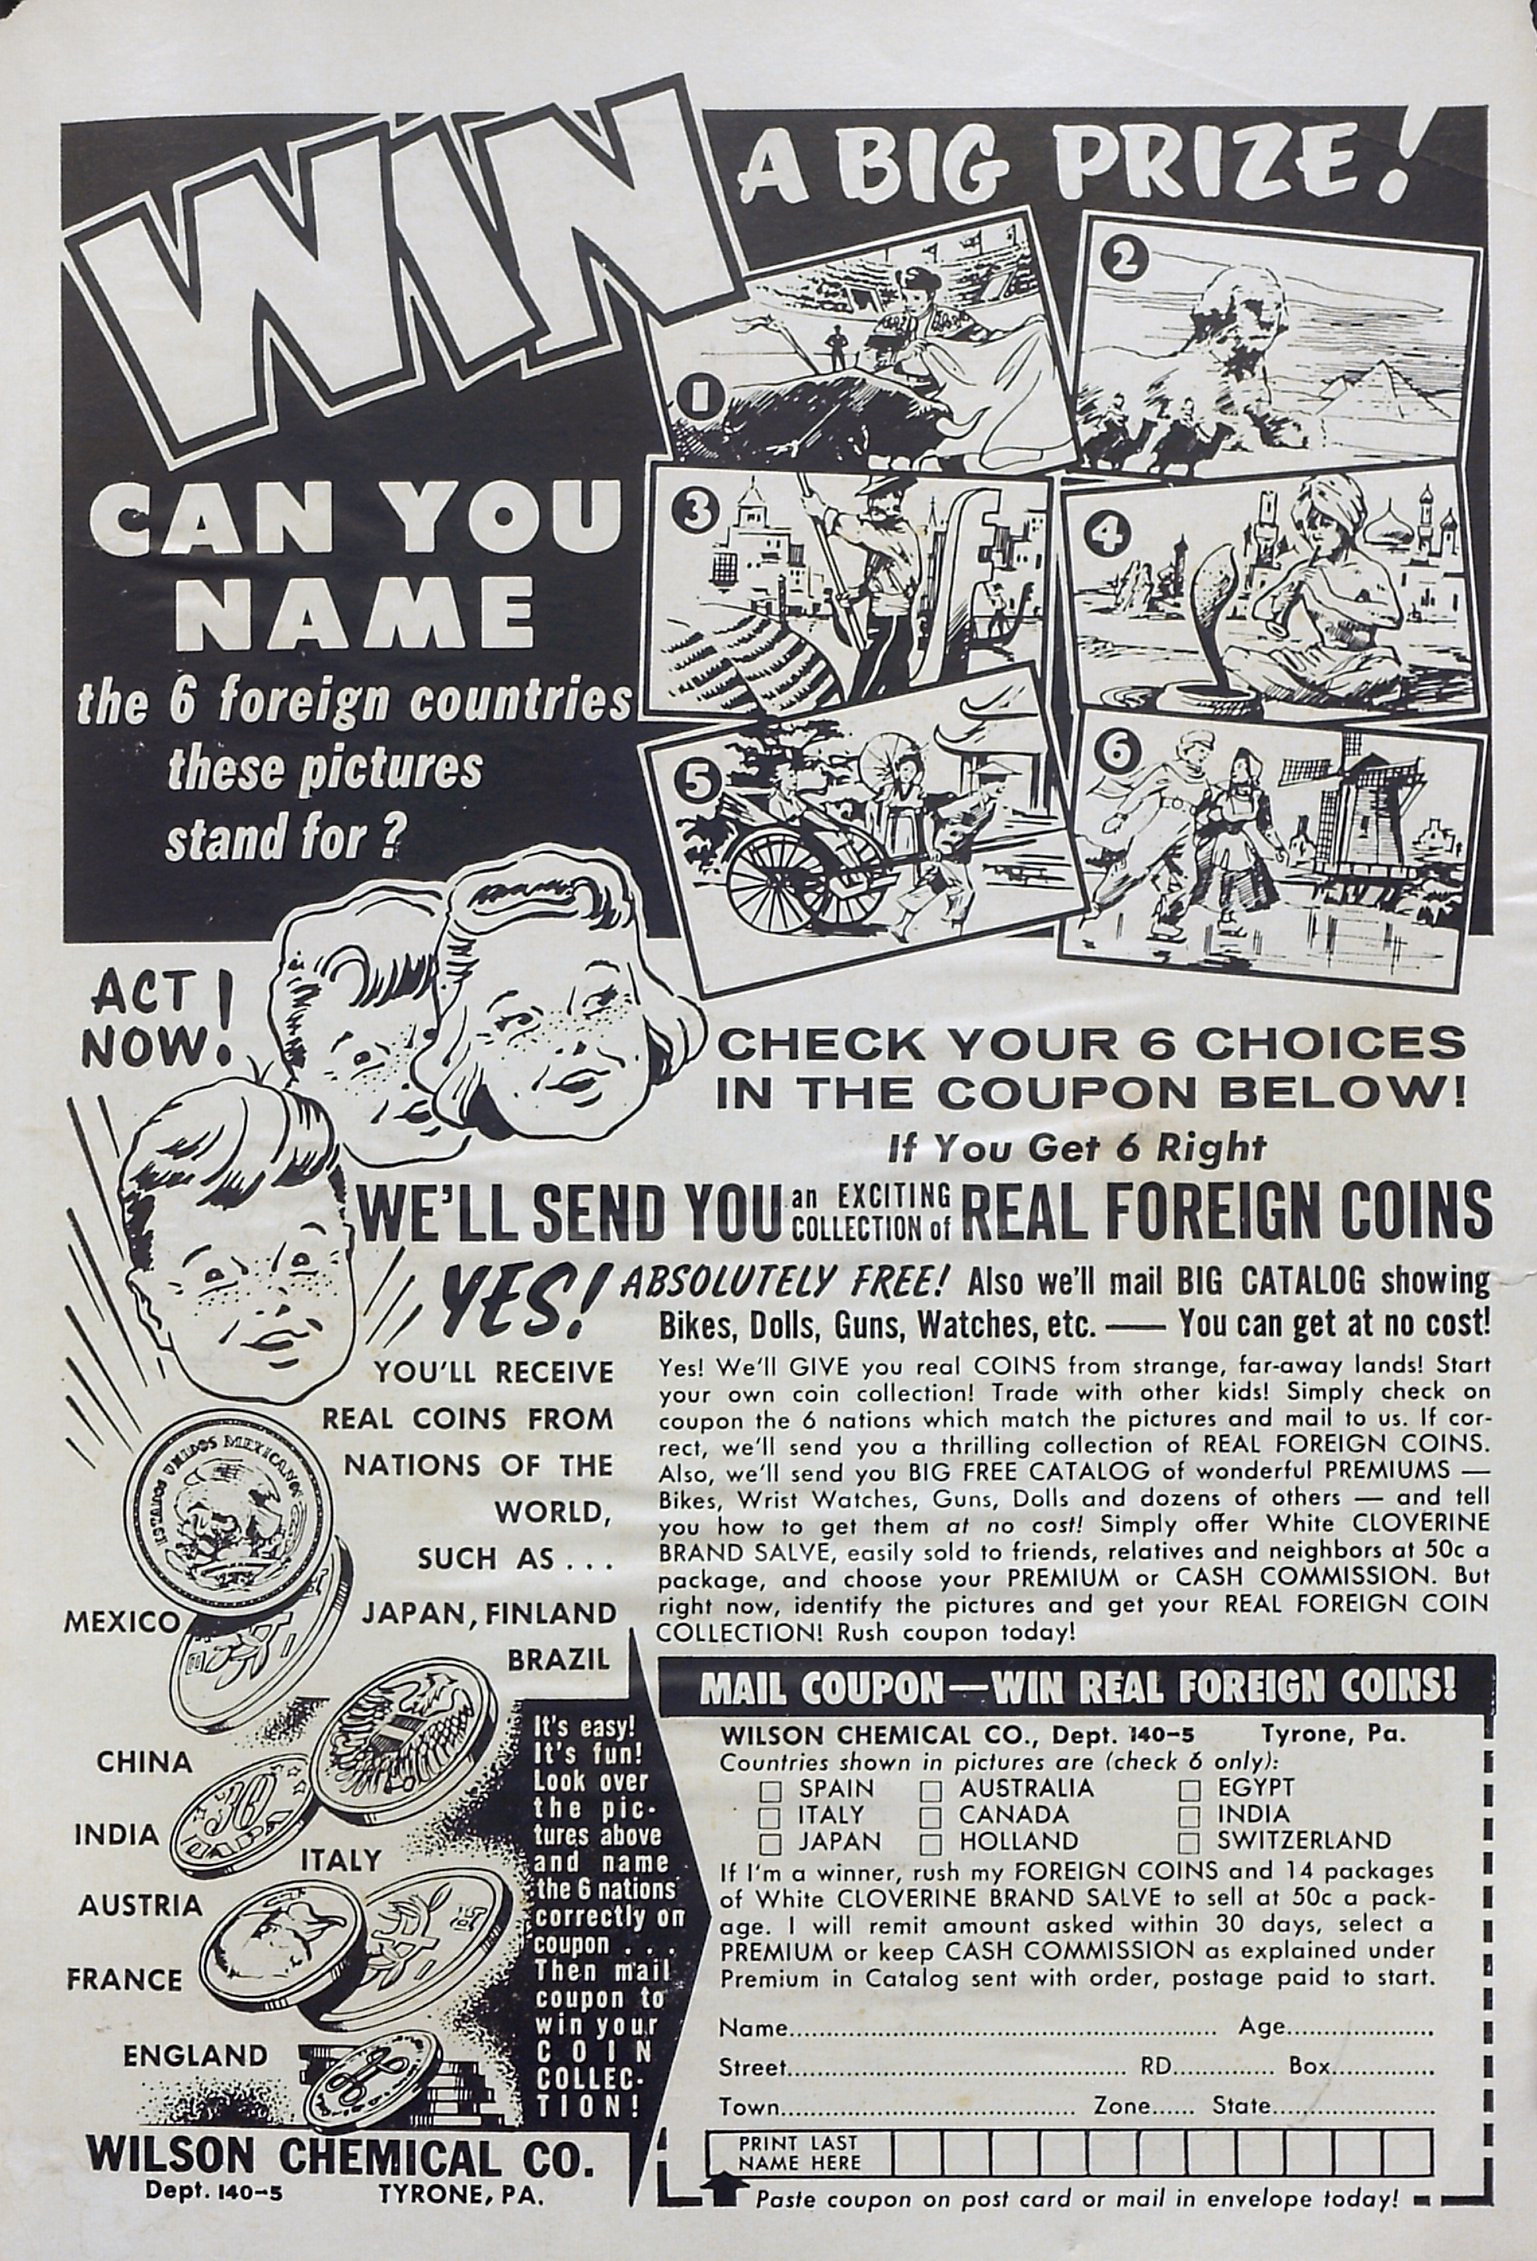 WIN A BIG PRIZE!
CAN YOU
NAME
the 6 foreign countries
these pictures
stand for?
1
2
3
4
5
6
ACT
NOW!
CHECK YOUR 6 CHOICES
IN THE COUPON BELOW!
If You Get 6 Right
WE'LL SEND YOU an EXCITING COLLECTION of REAL FOREIGN COINS
YES! ABSOLUTELY FREE! Also we'll mail BIG CATALOG showing
Bikes, Dolls, Guns, Watches, etc. — You can get at no cost!
YOU'LL RECEIVE
REAL COINS FROM
NATIONS OF THE
WORLD,
SUCH AS...
JAPAN, FINLAND
BRAZIL
ESTADOS UNIDOS MEXICANOS
MEXICO
CHINA
INDIA
ITALY
AUSTRIA
FRANCE
ENGLAND
Yes! We'll GIVE you real COINS from strange, far-away lands! Start
your own coin collection! Trade with other kids! Simply check on
coupon the 6 nations which match the pictures and mail to us. If cor-
rect, we'll send you a thrilling collection of REAL FOREIGN COINS.
Also, we'll send you BIG FREE CATALOG of wonderful PREMIUMS —
Bikes, Wrist Watches, Guns, Dolls and dozens of others — and tell
you how to get them at no cost! Simply offer White CLOVERINE
BRAND SALVE, easily sold to friends, relatives and neighbors at 50c a
package, and choose your PREMIUM or CASH COMMISSION. But
right now, identify the pictures and get your REAL FOREIGN COIN
COLLECTION! Rush coupon today!
It's easy!
It's fun!
Look over
the pic-
tures above
and name
the 6 nations
correctly on
coupon . . .
Then mail
coupon to
win your
COIN
COLLEC-
TION!
WILSON CHEMICAL CO.
Dept. 140-5 TYRONE, PA.
MAIL COUPON—WIN REAL FOREIGN COINS!
WILSON CHEMICAL CO., Dept. 140-5 Tyrone, Pa.
Countries shown in pictures are (check 6 only):
□ SPAIN □ AUSTRALIA □ EGYPT
□ ITALY □ CANADA □ INDIA
□ JAPAN □ HOLLAND □ SWITZERLAND
If I'm a winner, rush my FOREIGN COINS and 14 packages
of White CLOVERINE BRAND SALVE to sell at 50c a pack-
age. I will remit amount asked within 30 days, select a
PREMIUM or keep CASH COMMISSION as explained under
Premium in Catalog sent with order, postage paid to start.
Name.................... Age..........
Street.................... RD.......... Box..........
Town.................... Zone...... State..........
PRINT LAST
NAME HERE
Paste coupon on post card or mail in envelope today!